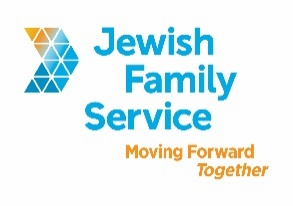 Jewish
Family
Service
Moving Forward
Together